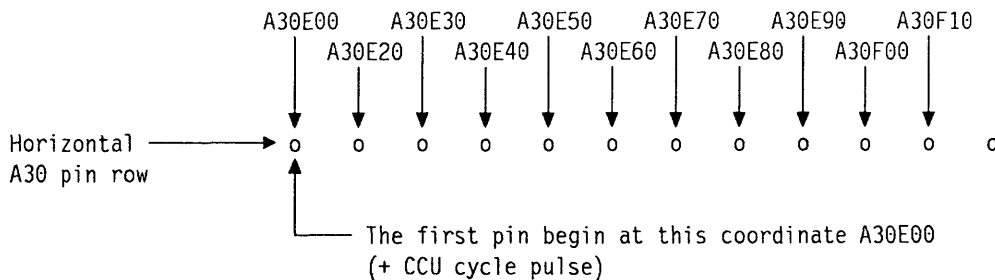 A30E00 A30E30 A30E50 A30E70 A30E90 A30F10
A30E20 A30E40 A30E60 A30E80 A30F00
Horizontal o o o o o o o o o o o o
A30 pin row
The first pin begin at this coordinate A30E00
(+ CCU cycle pulse)